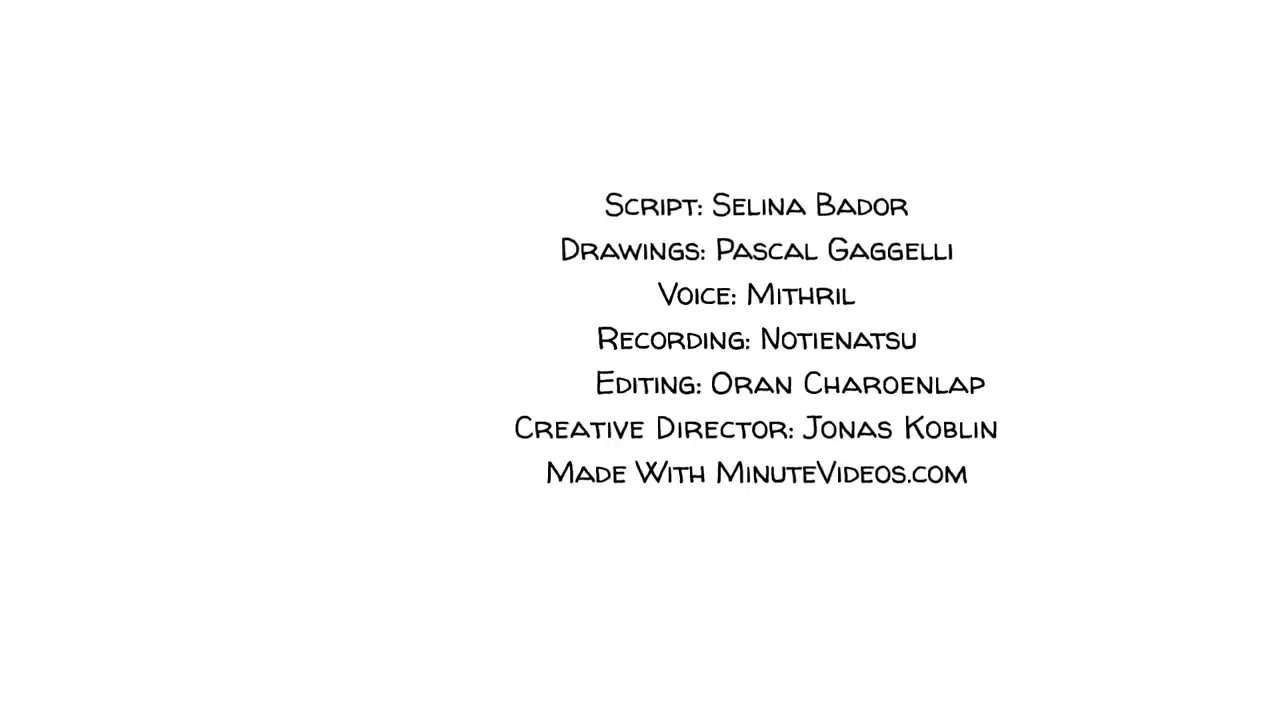 Script: Selina Bador
Drawings: Pascal Gaggelli
Voice: Mithril
Recording: Notienatsu
Editing: Oran Charoenlap
Creative Director: Jonas Koblin
Made With MinuteVideos.com